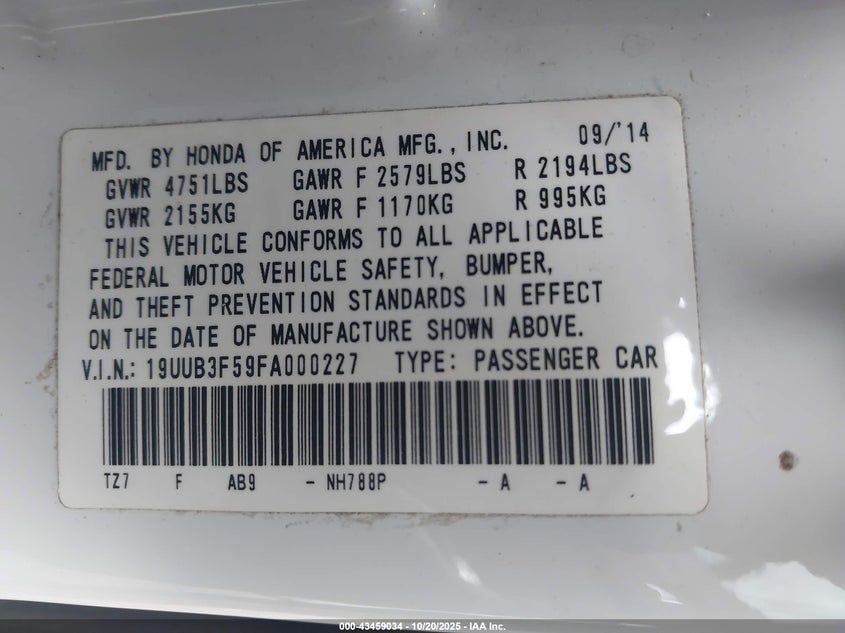 MFD. BY HONDA OF AMERICA MFG., INC. 09/'14
GVWR 4751LBS GAWR F 2579LBS R 2194LBS
GVWR 2155KG GAWR F 1170KG R 995KG
THIS VEHICLE CONFORMS TO ALL APPLICABLE
FEDERAL MOTOR VEHICLE SAFETY, BUMPER,
AND THEFT PREVENTION STANDARDS IN EFFECT
ON THE DATE OF MANUFACTURE SHOWN ABOVE.
V.I.N.: 19UUB3F59FA000227 TYPE: PASSENGER CAR
TZ7 F AB9 - NH788P - A - A
000-43459034 - 10/20/2025 - IAA Inc.